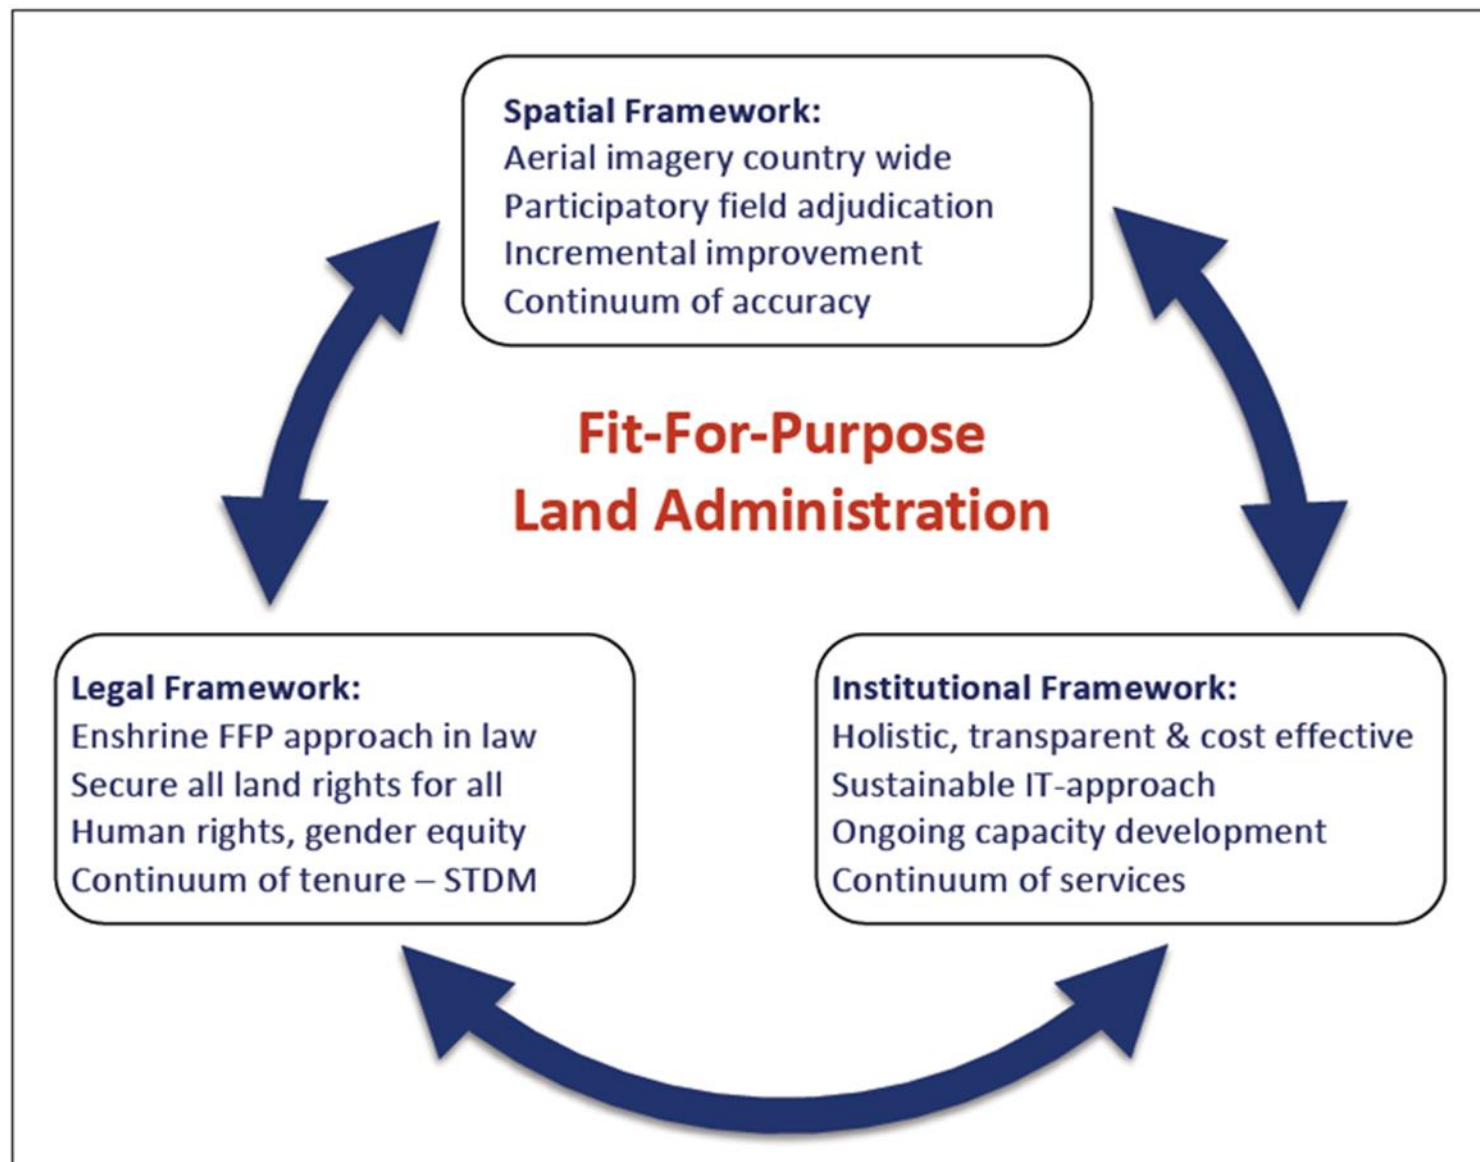 Spatial Framework:
Aerial imagery country wide
Participatory field adjudication
Incremental improvement
Continuum of accuracy
Fit-For-Purpose
Land Administration
Legal Framework:
Enshrine FFP approach in law
Secure all land rights for all
Human rights, gender equity
Continuum of tenure – STDM
Institutional Framework:
Holistic, transparent & cost effective
Sustainable IT-approach
Ongoing capacity development
Continuum of services